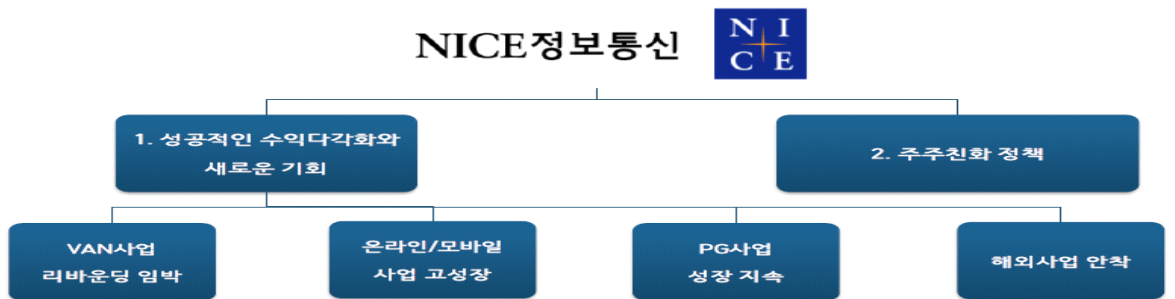 NICE정보통신
N I
C E
1. 성공적인 수익다각화와
새로운 기회
2. 주주친화 정책
VAN사업
리바운딩 임박
온라인/모바일
사업 고성장
PG사업
성장 지속
해외사업 안착